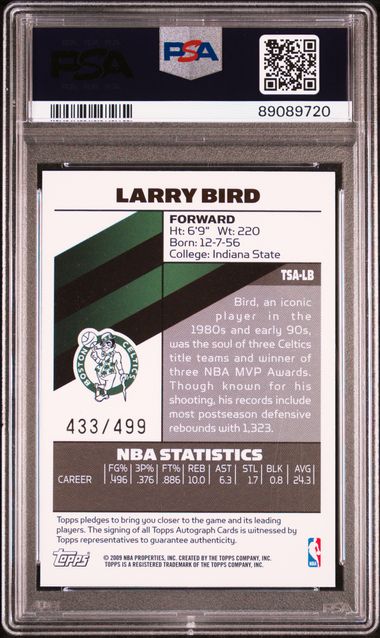 PSA
PSA
89089720
LARRY BIRD
FORWARD
Ht: 6'9" Wt: 220
Born: 12-7-56
College: Indiana State
TSA-LB
Bird, an iconic
player in the
1980s and early 90s,
was the soul of three Celtics
title teams and winner of
three NBA MVP Awards.
Though known for his
shooting, his records include
most postseason defensive
rebounds with 1,323.
BOSTON CELTICS
433/499
NBA STATISTICS
FG% 3P% FT% REB AST STL BLK AVG
CAREER .496 .376 .886 10.0 6.3 1.7 0.8 24.3
Topps pledges to bring you closer to the game and its leading
players. The signing of all Topps Autograph Cards is witnessed by
Topps representatives to guarantee authenticity.
Topps
© 2009 NBA PROPERTIES, INC. CREATED BY THE TOPPS COMPANY, INC.
TOPPS IS A REGISTERED TRADEMARK OF THE TOPPS COMPANY, INC.
NBA